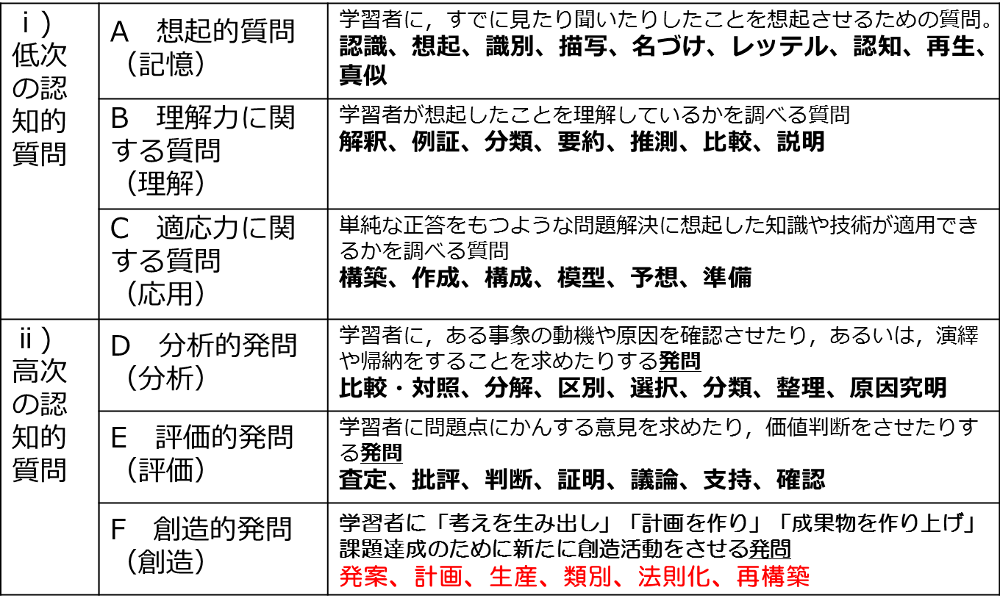 ⅰ）
低次
の認
知的
質問
A　想起的質問
（記憶）
学習者に，すでに見たり聞いたりしたことを想起させるための質問。
認識、想起、識別、描写、名づけ、レッテル、認知、再生、
真似
B　理解力に関
する質問
（理解）
学習者が想起したことを理解しているかを調べる質問
解釈、例証、分類、要約、推測、比較、説明
C　適応力に関
する質問
（応用）
単純な正答をもつような問題解決に想起した知識や技術が適用でき
るかを調べる質問
構築、作成、構成、模型、予想、準備
ⅱ）
高次
の認
知的
質問
D　分析的発問
（分析）
学習者に，ある事象の動機や原因を確認させたり，あるいは，演繹
や帰納をすることを求めたりする発問
比較・対照、分解、区別、選択、分類、整理、原因究明
E　評価的発問
（評価）
学習者に問題点にかんする意見を求めたり，価値判断をさせたりす
る発問
査定、批評、判断、証明、議論、支持、確認
F　創造的発問
（創造）
学習者に「考えを生み出し」「計画を作り」「成果物を作り上げ」
課題達成のために新たに創造活動をさせる発問
発案、計画、生産、類別、法則化、再構築